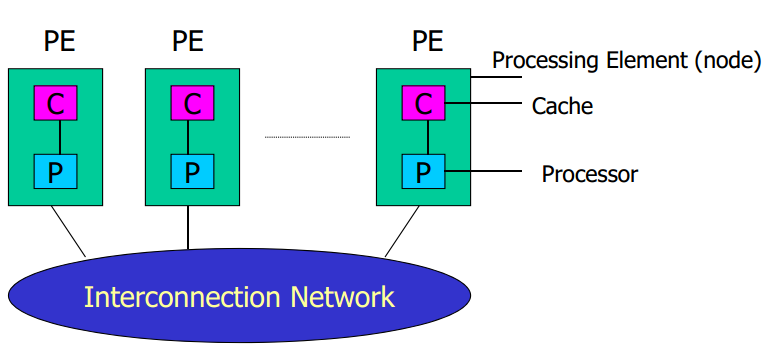 PE
PE
PE
Processing Element (node)
C
C
C
Cache
P
P
P
Processor
Interconnection Network